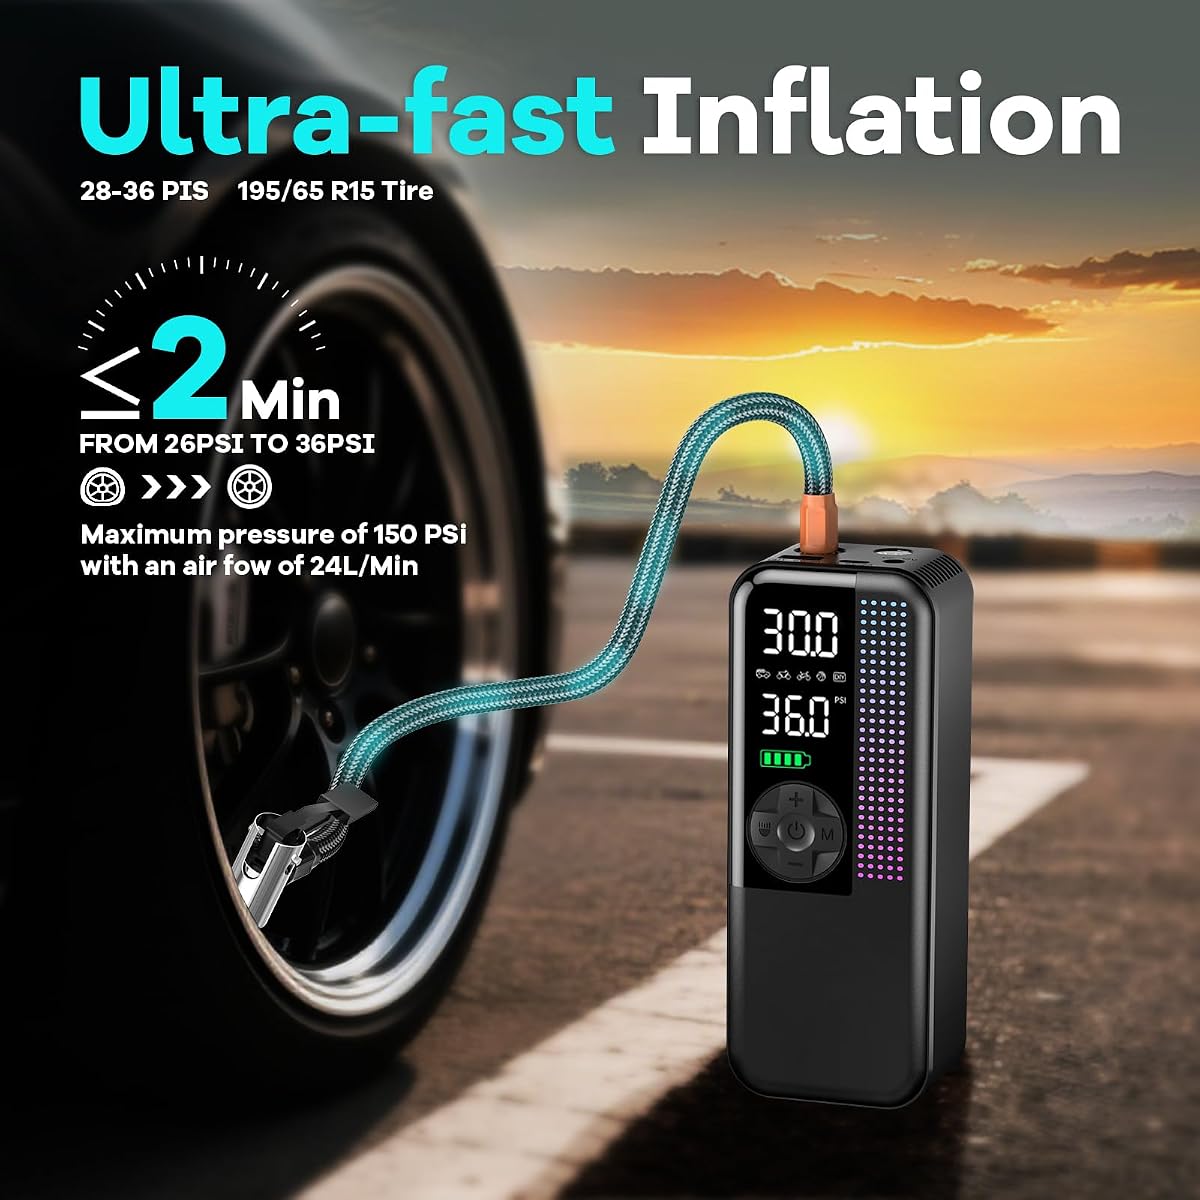 Ultra-fast Inflation
28-36 PIS 195/65 R15 Tire
≤2 Min
FROM 26PSI TO 36PSI
Maximum pressure of 150 PSi
with an air fow of 24L/Min
30.0
DIY
36.0 PSI
M